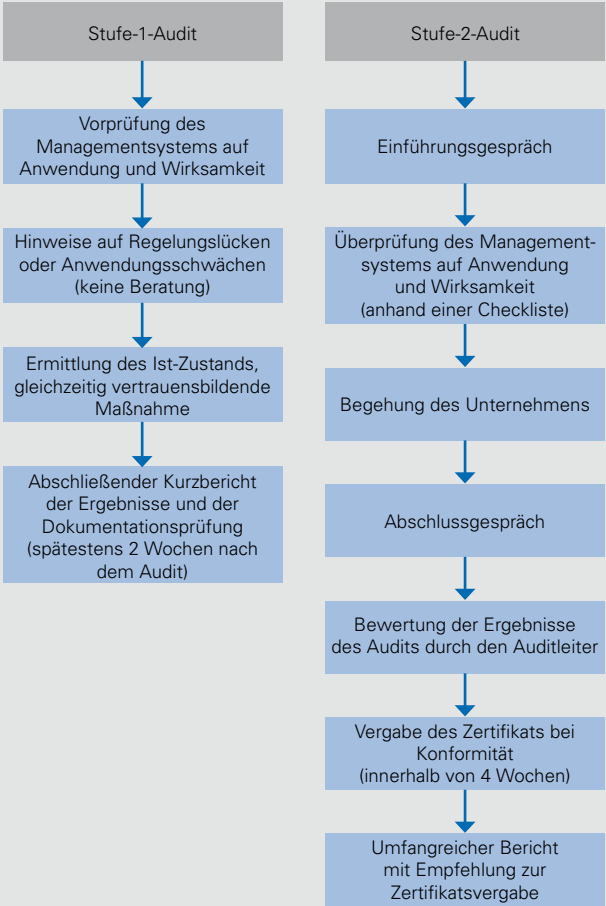 Stufe-1-Audit
Vorprüfung des
Managementsystems auf
Anwendung und Wirksamkeit
Hinweise auf Regelungslücken
oder Anwendungsschwächen
(keine Beratung)
Ermittlung des Ist-Zustands,
gleichzeitig vertrauensbildende
Maßnahme
Abschließender Kurzbericht
der Ergebnisse und der
Dokumentationsprüfung
(spätestens 2 Wochen nach
dem Audit)
Stufe-2-Audit
Einführungsgespräch
Überprüfung des Management-
systems auf Anwendung
und Wirksamkeit
(anhand einer Checkliste)
Begehung des Unternehmens
Abschlussgespräch
Bewertung der Ergebnisse
des Audits durch den Auditleiter
Vergabe des Zertifikats bei
Konformität
(innerhalb von 4 Wochen)
Umfangreicher Bericht
mit Empfehlung zur
Zertifikatsvergabe